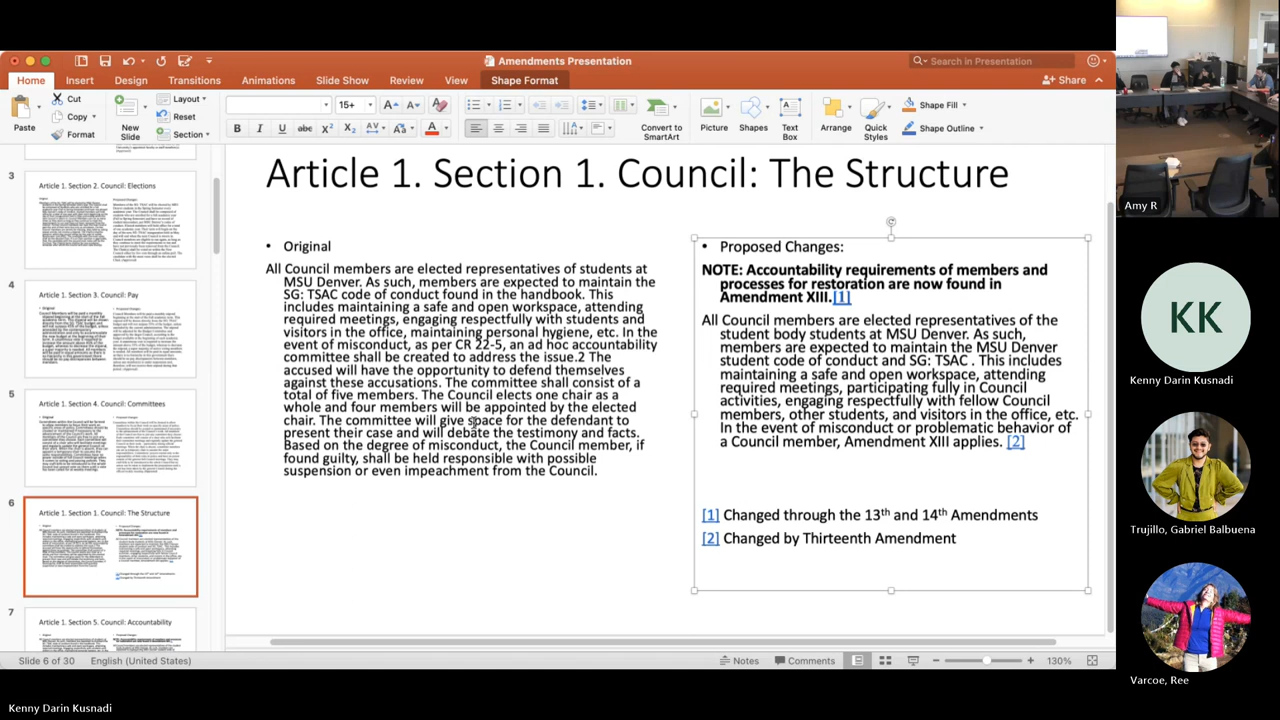 Amendments Presentation
Search in Presentation
Home Insert Design Transitions Animations Slide Show Review View Shape Format
Share
Paste
Cut
Copy
Format
New Slide
Layout
Reset
Section
15+
Convert to SmartArt
Picture
Shapes
Text Box
Arrange
Quick Styles
Shape Fill
Shape Outline
3
Article 1. Section 2. Council: Elections
4
Article 1. Section 3. Council: Pay
5
Article 1. Section 4. Council: Committees
6
Article 1. Section 1. Council: The Structure
7
Article 1. Section 5. Council: Accountability
Article 1. Section 1. Council: The Structure
• Original
All Council members are elected representatives of students at
MSU Denver. As such, members are expected to maintain the
SG: TSAC code of conduct found in the handbook. This
includes maintaining a safe work environment, attending
required meetings, engaging respectfully with students and
visitors in the office, maintaining personal hygiene, etc. In the
event of misconduct, as per CR 22-5, an ad hoc accountability
committee shall be created to address the issue.2 The
accused will have the opportunity to defend themselves
against these accusations. The committee shall consist of a
total of five members. The Council elects one chair as a
whole and four members will be appointed by the elected
chair. The committee will give space for the defendant to
present their case and will debate the testimony and facts.
Based on the degree of misconduct, the Council member, if
found guilty, shall be held responsible with possible
suspension or even impeachment from the Council.
• Proposed Changes:
NOTE: Accountability requirements of members and
processes for restoration are now found in
Amendment XIII.[1]
All Council members are elected representatives of the
student body students at MSU Denver. As such,
members are expected to maintain the MSU Denver
student code of conduct and SG: TSAC . This includes
maintaining a safe and open workspace, attending
required meetings, participating fully in Council
activities, engaging respectfully with fellow Council
members, other students, and visitors in the office, etc.
In the event of misconduct or problematic behavior of
a Council members, Amendment XIII applies. [2]
[1] Changed through the 13th and 14th Amendments
[2] Changed by Thirteenth Amendment
Slide 6 of 30
English (United States)
Notes
Comments
130%
Amy R
KK
Kenny Darin Kusnadi
Trujillo, Gabriel Balbuena
Varcoe, Ree
Kenny Darin Kusnadi